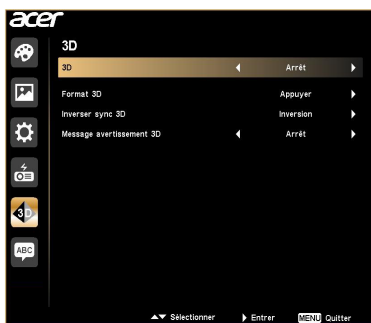 acer
3D
3D Arrêt
Format 3D Appuyer
Inverser sync 3D Inversion
Message avertissement 3D Arrêt
3D
ABC
Sélectionner Entrer MENU Quitter